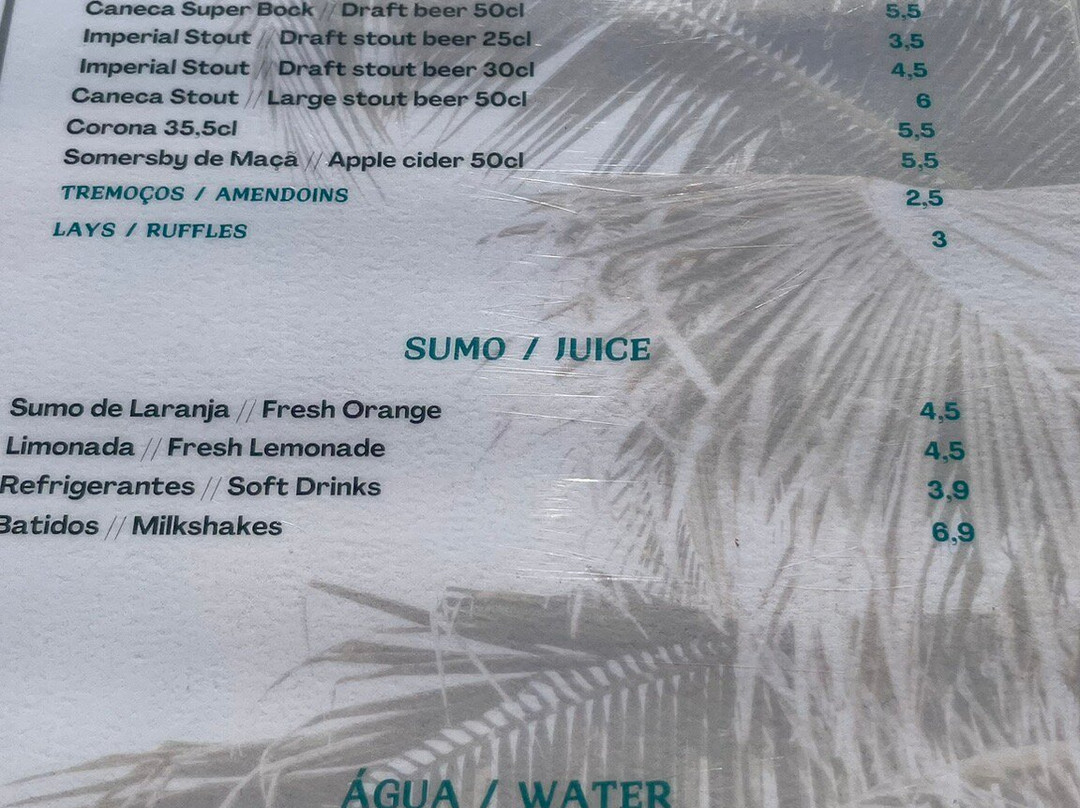 Caneca Super Bock // Draft beer 50cl 5,5
Imperial Stout // Draft stout beer 25cl 3,5
Imperial Stout // Draft stout beer 30cl 4,5
Caneca Stout // Large stout beer 50cl 6
Corona 35,5cl 5,5
Somersby de Maçã // Apple cider 50cl 5,5
TREMOÇOS / AMENDOINS 2,5
LAYS / RUFFLES 3
SUMO / JUICE
Sumo de Laranja // Fresh Orange 4,5
Limonada // Fresh Lemonade 4,5
Refrigerantes // Soft Drinks 3,9
Batidos // Milkshakes 6,9
ÁGUA / WATER